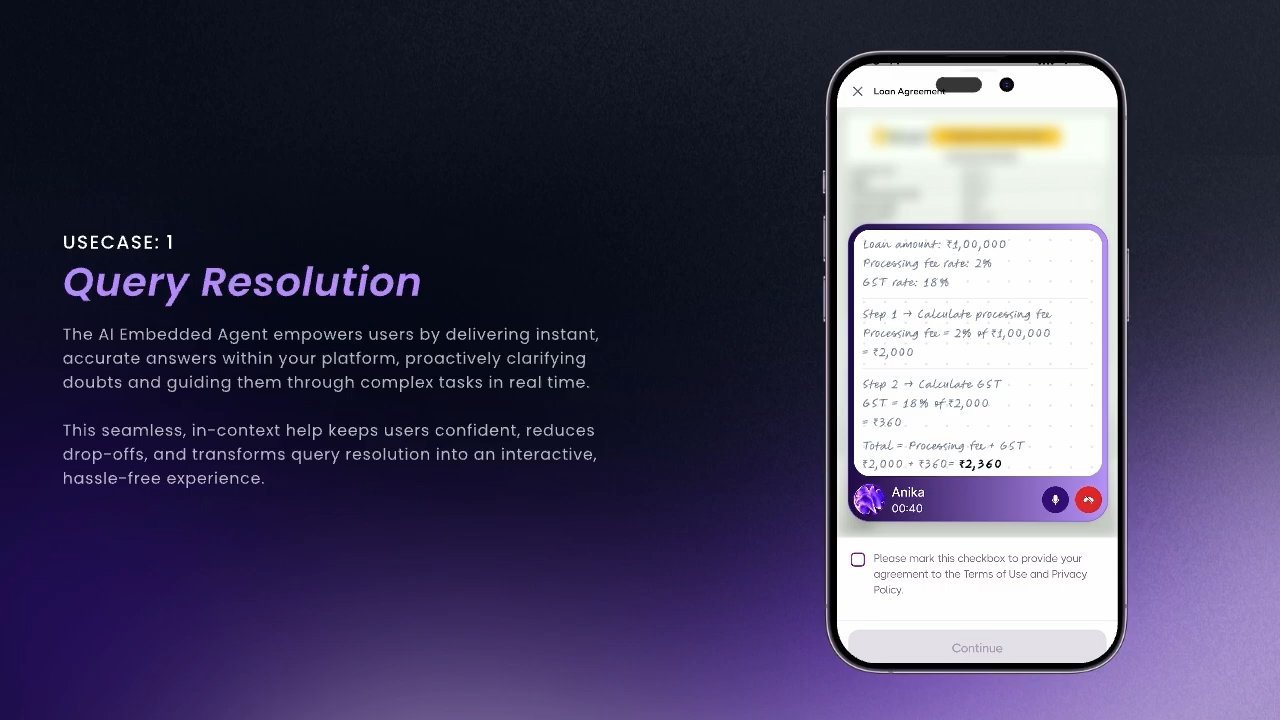 USECASE: 1
Query Resolution
The AI Embedded Agent empowers users by delivering instant,
accurate answers within your platform, proactively clarifying
doubts and guiding them through complex tasks in real time.
This seamless, in-context help keeps users confident, reduces
drop-offs, and transforms query resolution into an interactive,
hassle-free experience.
Loan Agreement
Loan amount: ₹1,00,000
Processing fee rate: 2%
GST rate: 18%
Step 1 → Calculate processing fee
Processing fee = 2% of ₹1,00,000
= ₹2,000
Step 2 → Calculate GST
GST = 18% of ₹2,000
= ₹360
Total = Processing fee + GST
₹2,000 + ₹360= ₹2,360
Anika
00:40
Please mark this checkbox to provide your
agreement to the Terms of Use and Privacy
Policy.
Continue